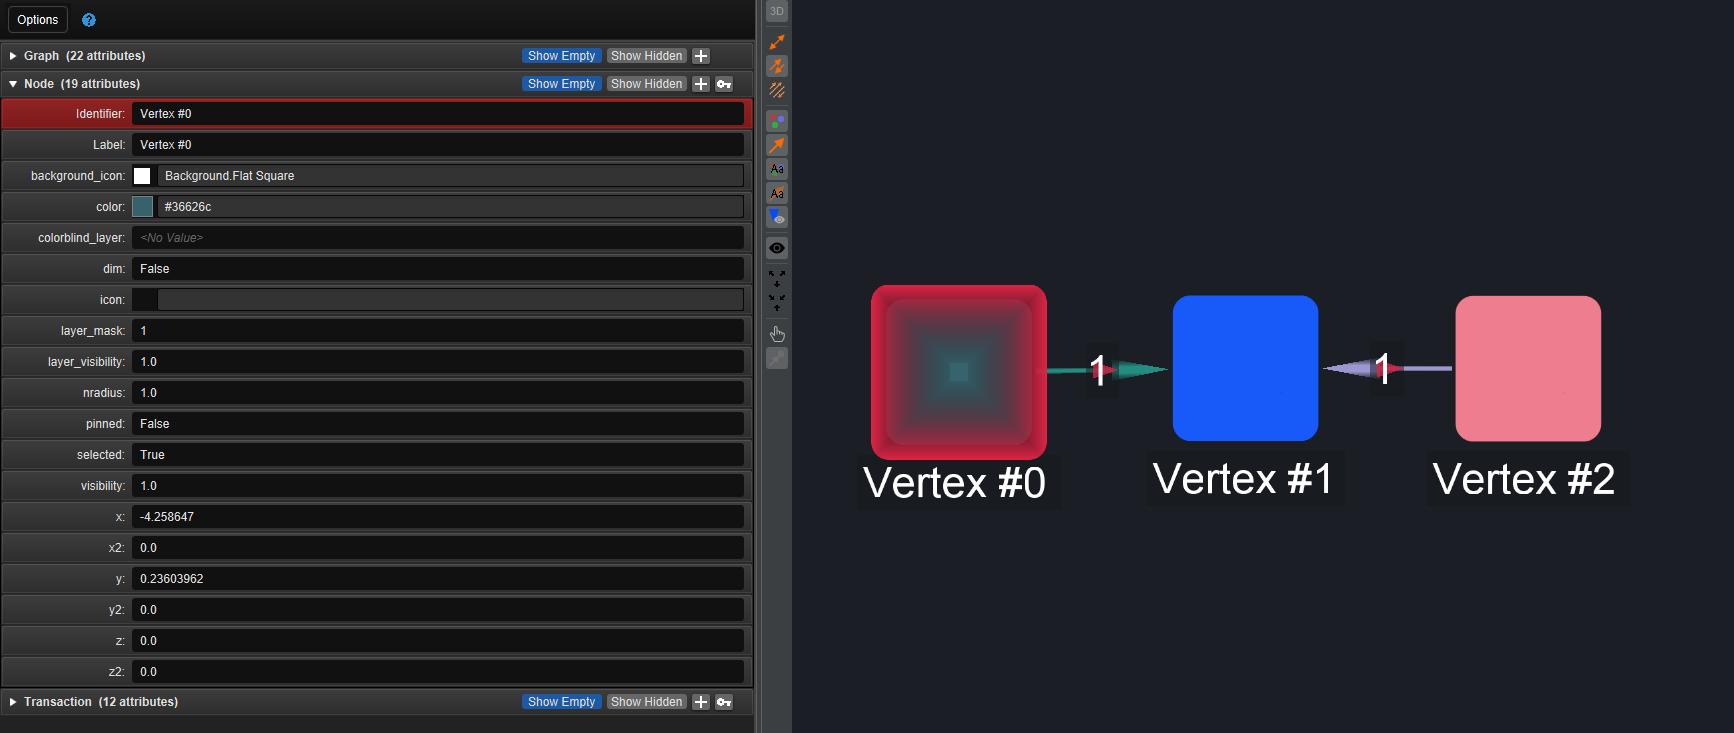 Options
?
Graph (22 attributes) Show Empty Show Hidden +
Node (19 attributes) Show Empty Show Hidden +
Identifier: Vertex #0
Label: Vertex #0
background_icon: Background.Flat Square
color: #36626c
colorblind_layer: <No Value>
dim: False
icon:
layer_mask: 1
layer_visibility: 1.0
nradius: 1.0
pinned: False
selected: True
visibility: 1.0
x: -4.258647
x2: 0.0
y: 0.23603962
y2: 0.0
z: 0.0
z2: 0.0
Transaction (12 attributes) Show Empty Show Hidden +
3D
Aa
Aa
1
1
Vertex #0
Vertex #1
Vertex #2